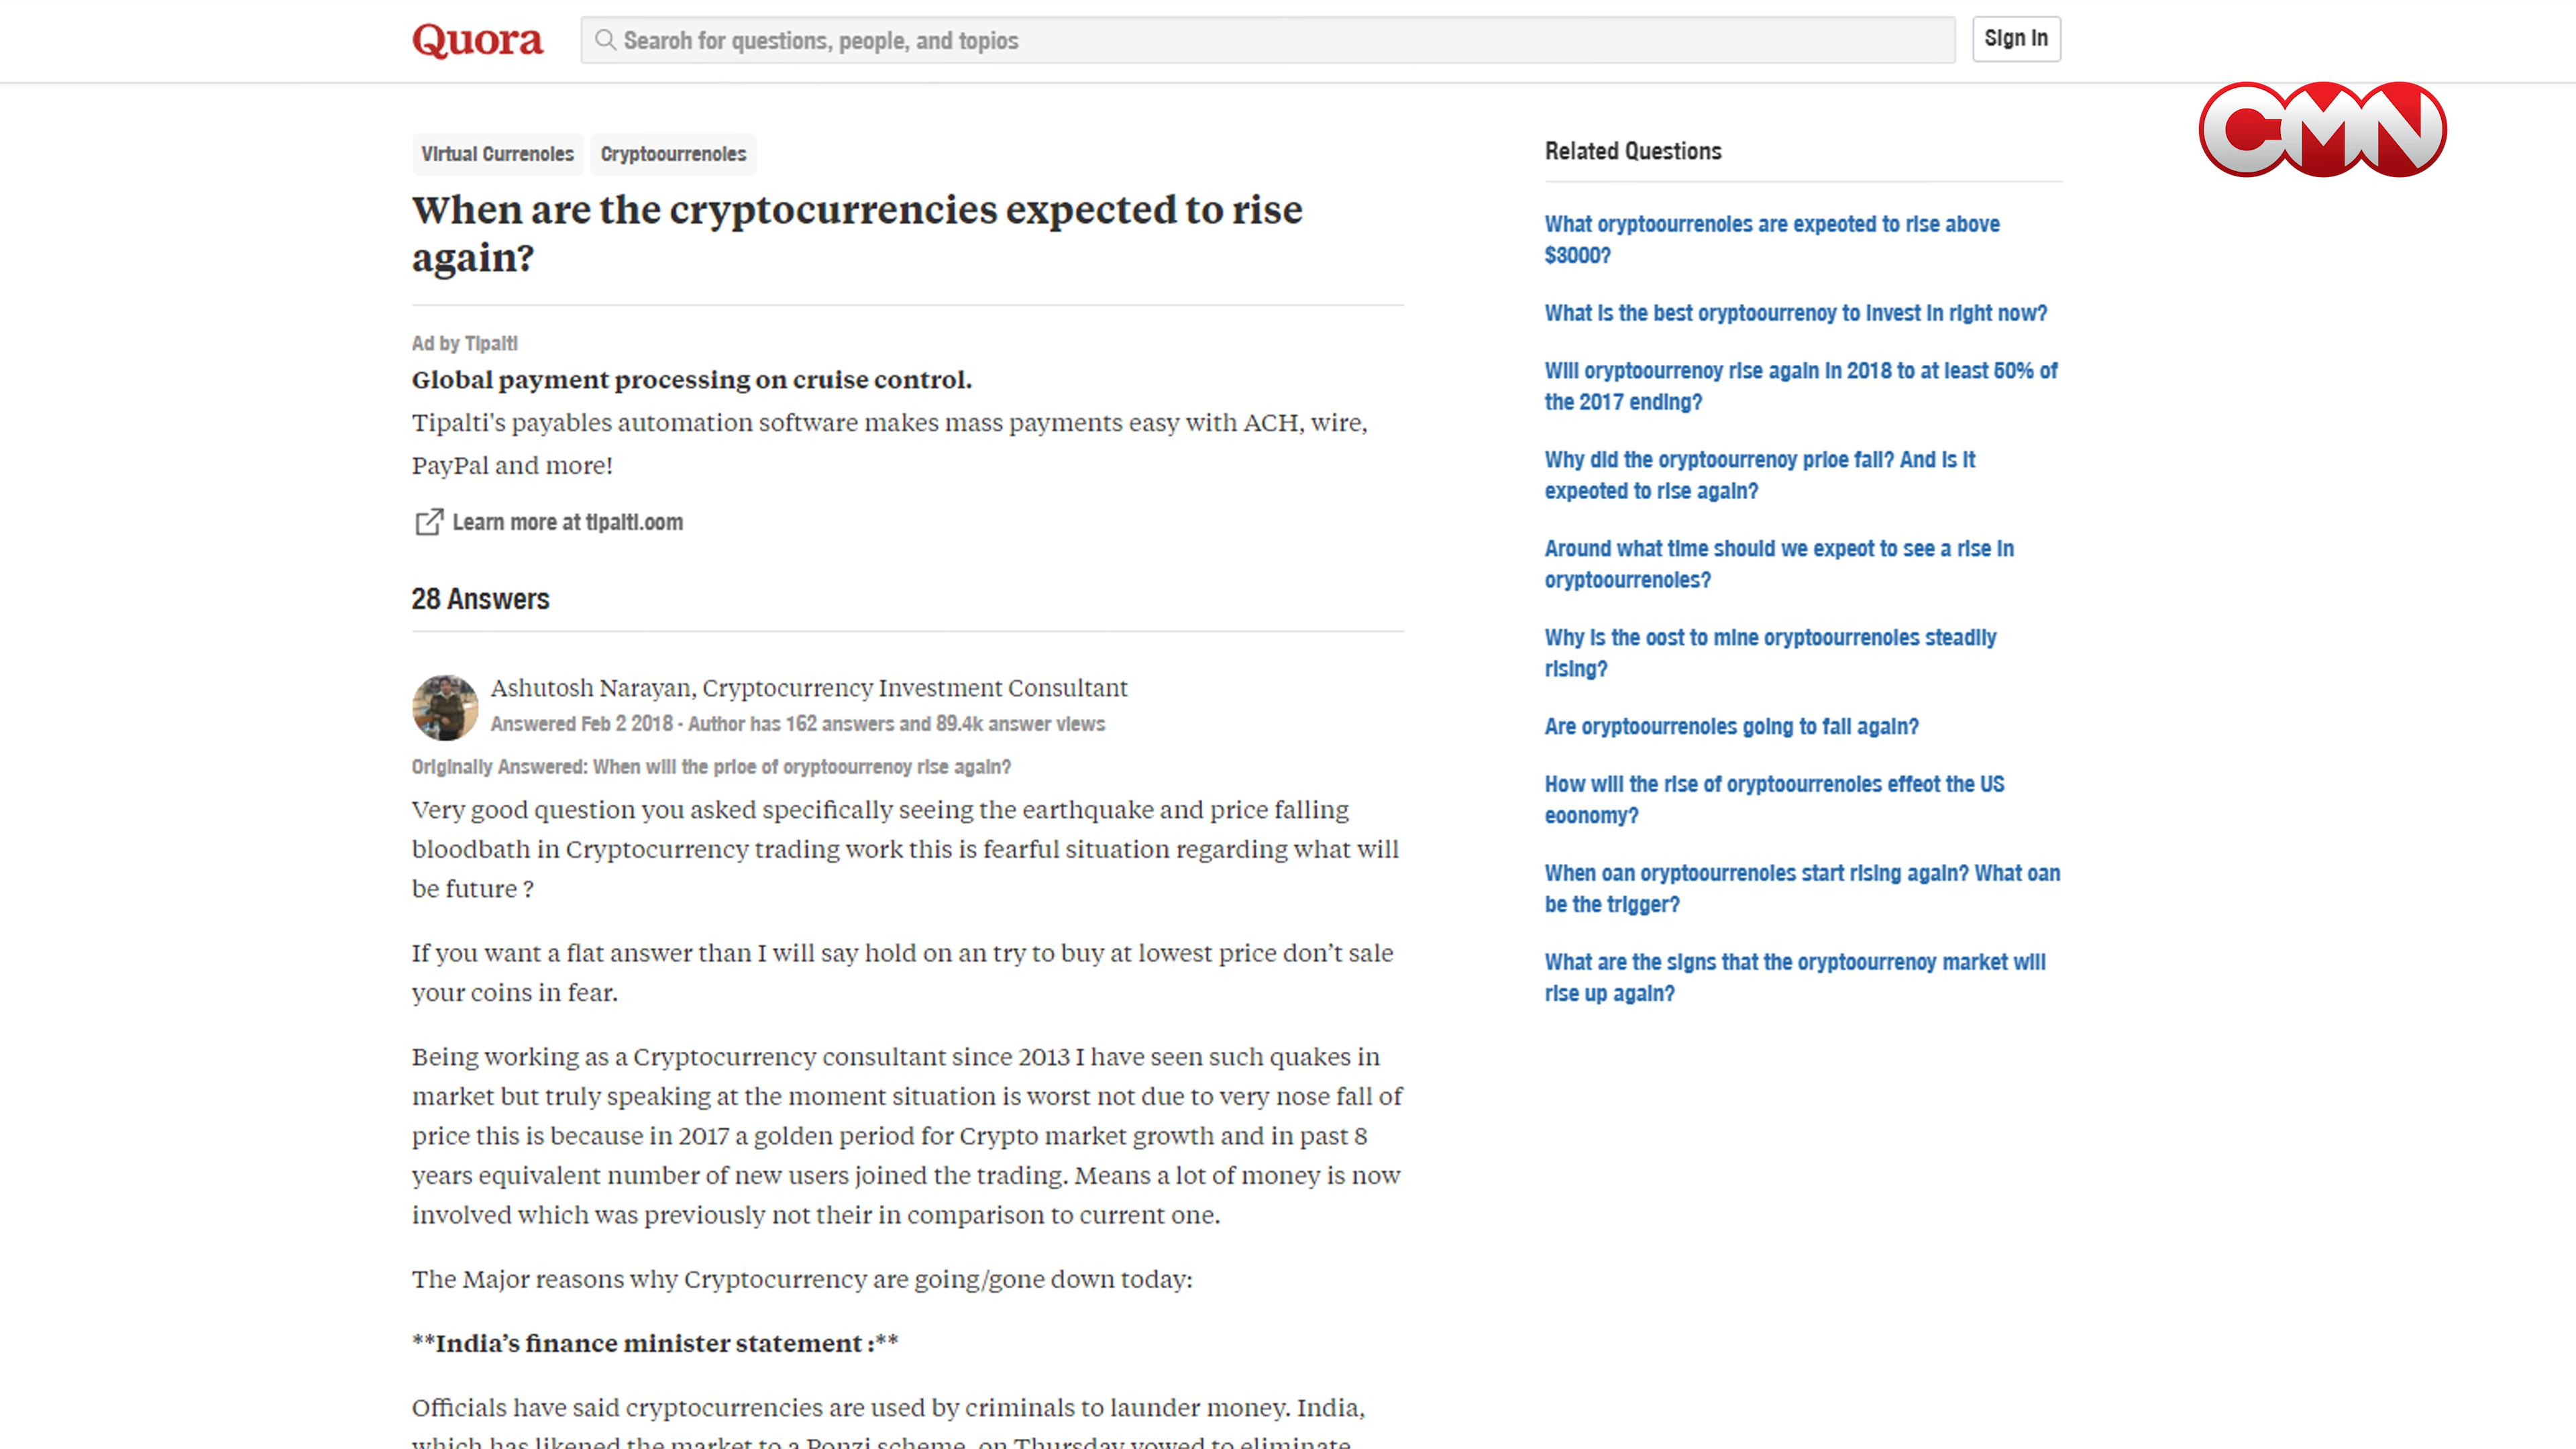 Quora
Search for questions, people, and topics
Sign In
CMN
Virtual Currencies
Cryptocurrencies
When are the cryptocurrencies expected to rise
again?
Ad by Tipalti
Global payment processing on cruise control.
Tipalti's payables automation software makes mass payments easy with ACH, wire,
PayPal and more!
Learn more at tipalti.com
28 Answers
Ashutosh Narayan, Cryptocurrency Investment Consultant
Answered Feb 2 2018 · Author has 162 answers and 89.4k answer views
Originally Answered: When will the price of cryptocurrency rise again?
Very good question you asked specifically seeing the earthquake and price falling
bloodbath in Cryptocurrency trading work this is fearful situation regarding what will
be future ?
If you want a flat answer than I will say hold on an try to buy at lowest price don’t sale
your coins in fear.
Being working as a Cryptocurrency consultant since 2013 I have seen such quakes in
market but truly speaking at the moment situation is worst not due to very nose fall of
price this is because in 2017 a golden period for Crypto market growth and in past 8
years equivalent number of new users joined the trading. Means a lot of money is now
involved which was previously not their in comparison to current one.
The Major reasons why Cryptocurrency are going/gone down today:
**India’s finance minister statement :**
Officials have said cryptocurrencies are used by criminals to launder money. India,
which has likened the market to a Ponzi scheme, on Thursday vowed to eliminate
Related Questions
What cryptocurrencies are expected to rise above
$3000?
What is the best cryptocurrency to invest in right now?
Will cryptocurrency rise again in 2018 to at least 50% of
the 2017 ending?
Why did the cryptocurrency price fall? And is it
expected to rise again?
Around what time should we expect to see a rise in
cryptocurrencies?
Why is the cost to mine cryptocurrencies steadily
rising?
Are cryptocurrencies going to fall again?
How will the rise of cryptocurrencies effect the US
economy?
When can cryptocurrencies start rising again? What can
be the trigger?
What are the signs that the cryptocurrency market will
rise up again?